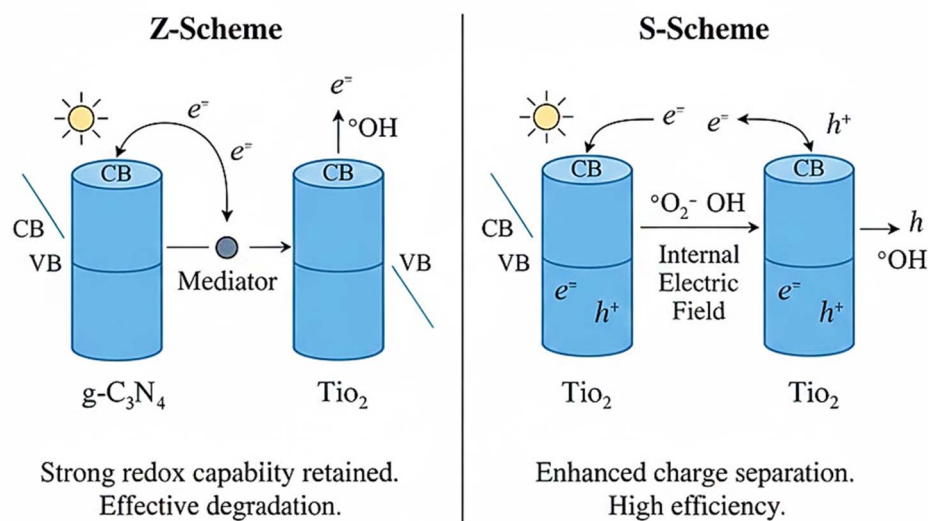 Z-Scheme
e⁼
e⁼
e⁼
°OH
CB
CB
CB
VB
VB
Mediator
g-C₃N₄
Tio₂
Strong redox capabiity retained.
Effective degradation.
S-Scheme
e⁼
e⁼
h⁺
CB
CB
CB
VB
°O₂⁻ OH
Internal
Electric
Field
h
°OH
e⁼
h⁺
e⁼
h⁺
Tio₂
Tio₂
Enhanced charge separation.
High efficiency.